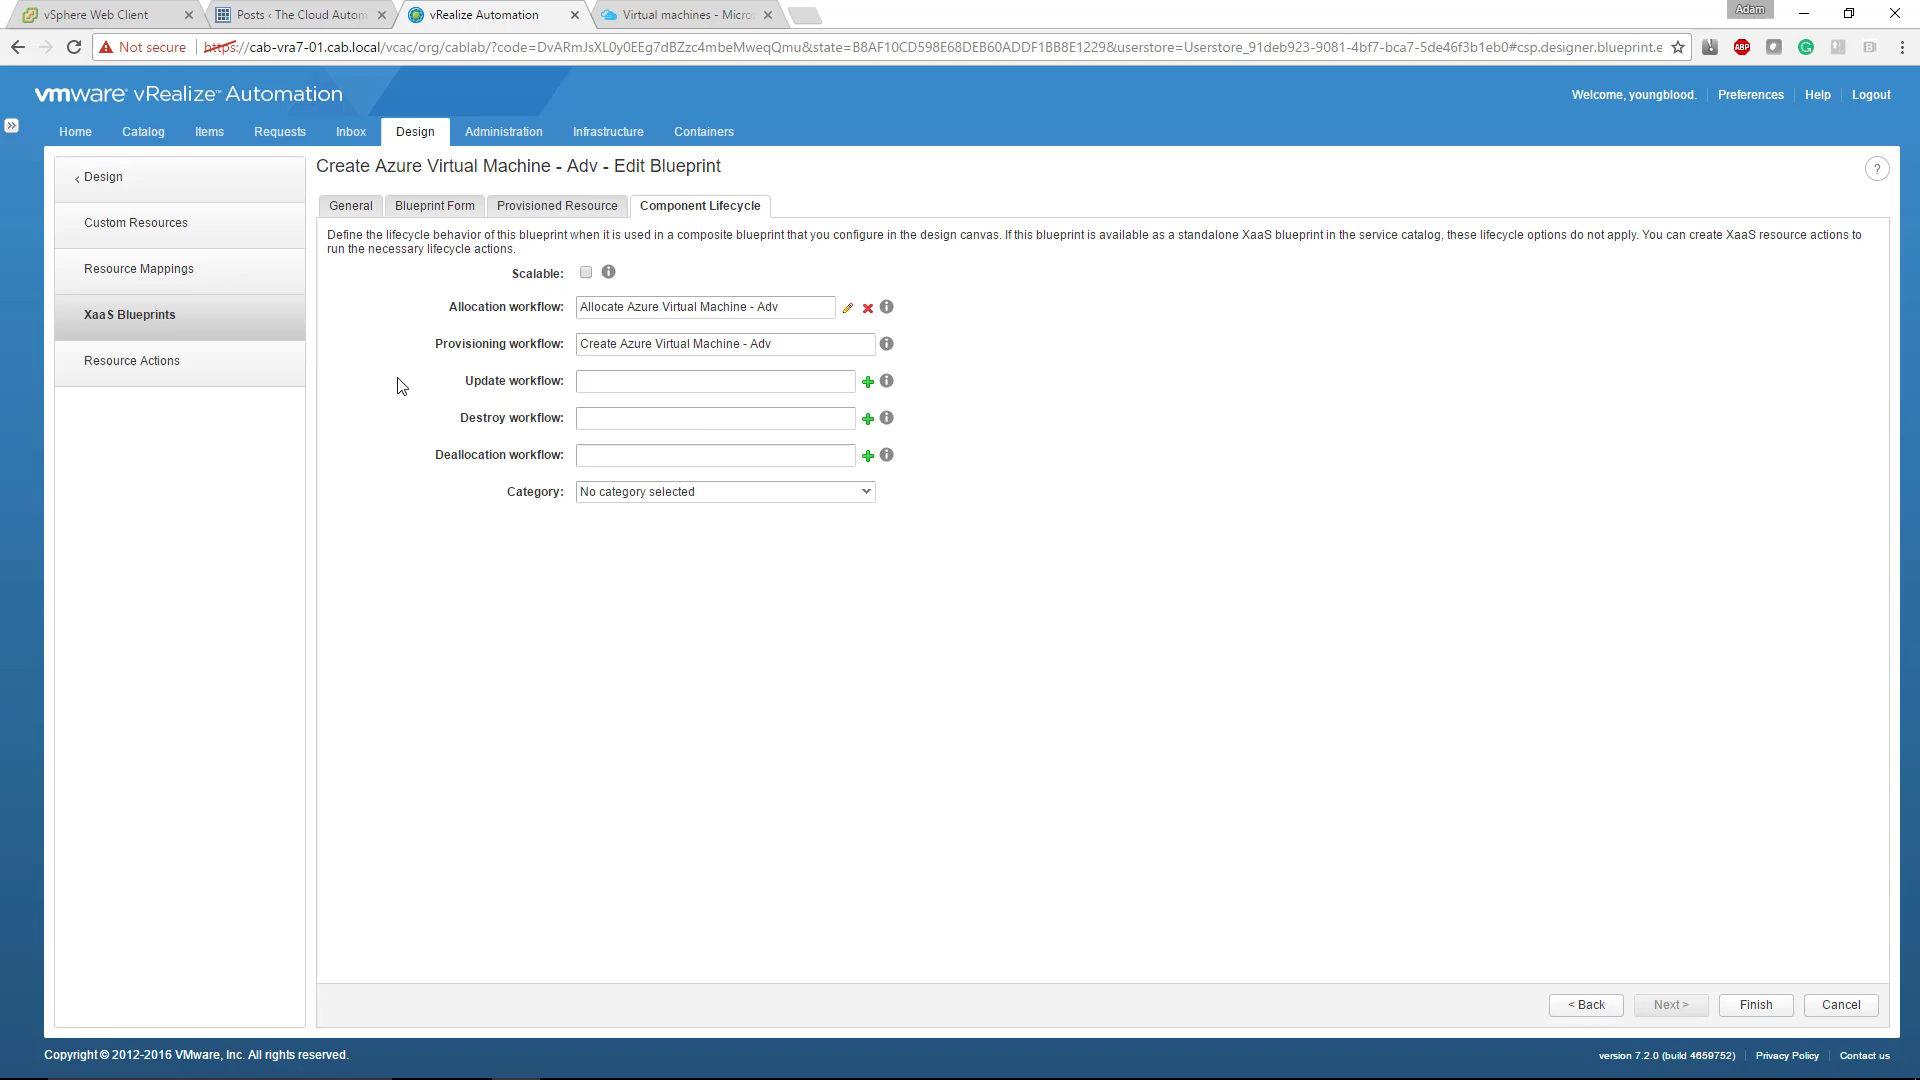 vSphere Web Client
Posts ‹ The Cloud Autom
vRealize Automation
Virtual machines - Micro
Adam
Not secure
https://cab-vra7-01.cab.local/vcac/org/cablab/?code=DvARmJsXL0y0EEg7dBZzc4mbeMweqQmu&state=B8AF10CD598E68DEB60ADDF1BB8E1229&userstore=Userstore_91deb923-9081-4bf7-bca7-5de46f3b1eb0#csp.designer.blueprint.e
ABP
vmware vRealize™ Automation
Welcome, youngblood.
Preferences
Help
Logout
Home
Catalog
Items
Requests
Inbox
Design
Administration
Infrastructure
Containers
‹ Design
Custom Resources
Resource Mappings
XaaS Blueprints
Resource Actions
Create Azure Virtual Machine - Adv - Edit Blueprint
?
General
Blueprint Form
Provisioned Resource
Component Lifecycle
Define the lifecycle behavior of this blueprint when it is used in a composite blueprint that you configure in the design canvas. If this blueprint is available as a standalone XaaS blueprint in the service catalog, these lifecycle options do not apply. You can create XaaS resource actions to
run the necessary lifecycle actions.
Scalable:
Allocation workflow: Allocate Azure Virtual Machine - Adv
Provisioning workflow: Create Azure Virtual Machine - Adv
Update workflow:
Destroy workflow:
Deallocation workflow:
Category: No category selected
< Back
Next >
Finish
Cancel
Copyright © 2012-2016 VMware, Inc. All rights reserved.
version 7.2.0 (build 4659752)
Privacy Policy
Contact us